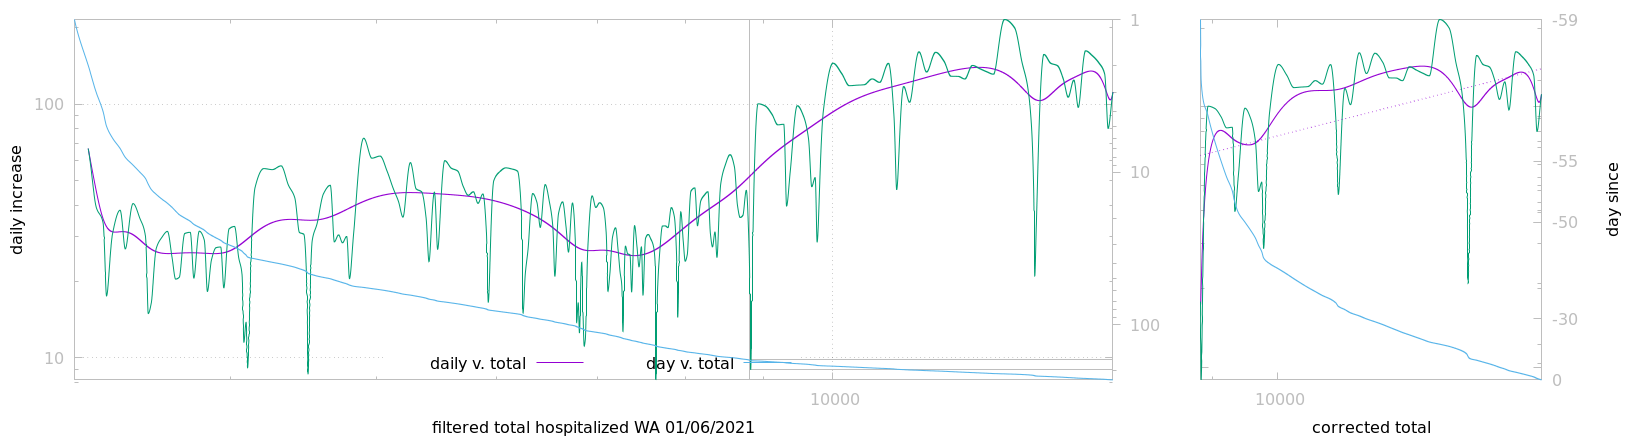 1
-59
100
daily increase
10
-55
-50
day since
100
-30
10
daily v. total
day v. total
0
10000
10000
filtered total hospitalized WA 01/06/2021
corrected total